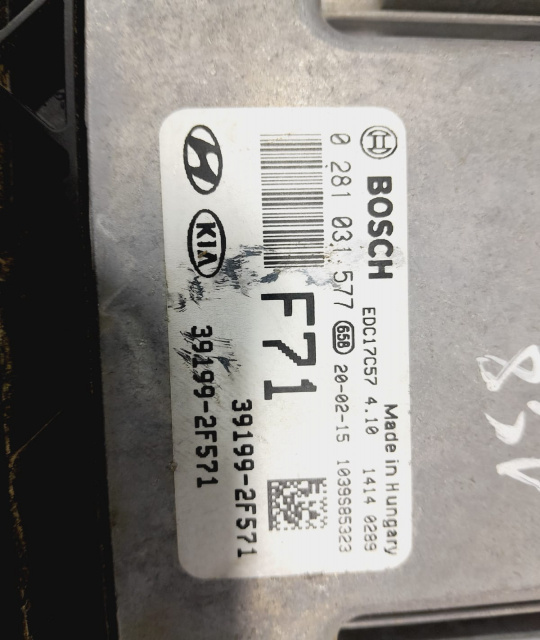 BOSCH EDC17C57 4.10 1414 0289
Made in Hungary
0 281 031 577 658 20-02-15 1039S85323
F71
39199-2F571
KIA 39199-2F571